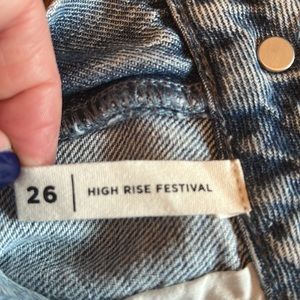 26 | HIGH RISE FESTIVAL